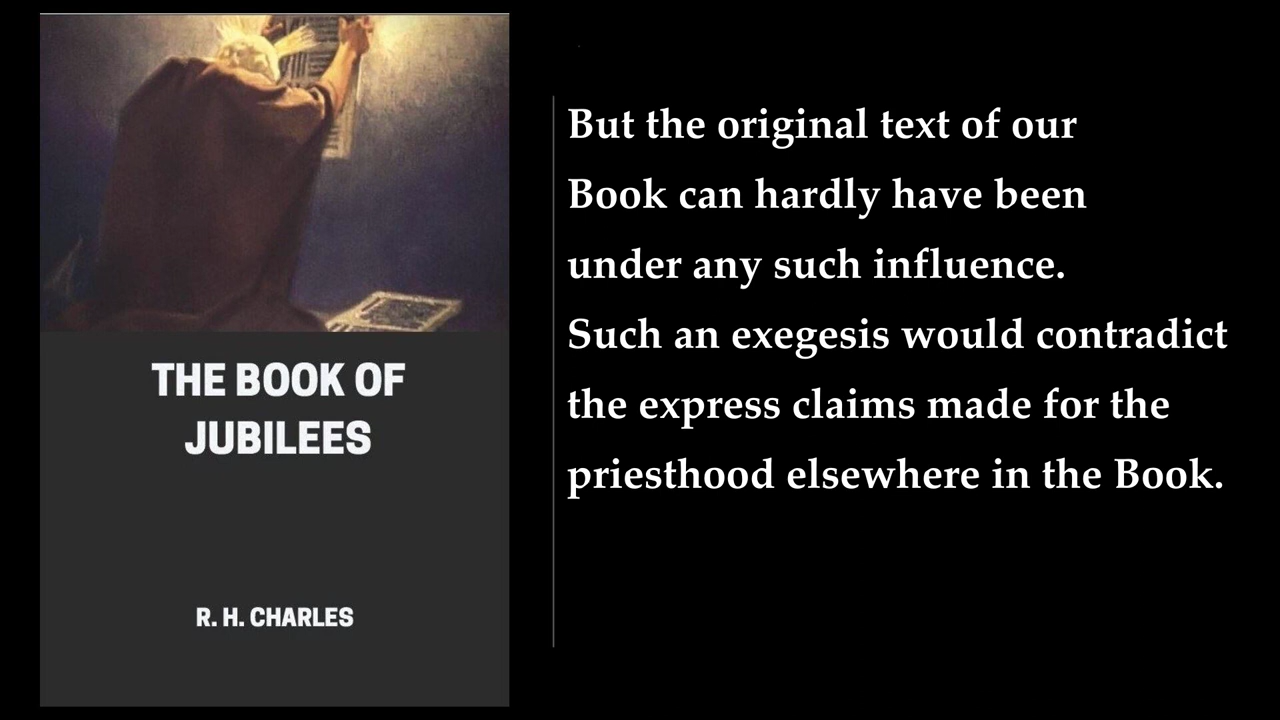 THE BOOK OF
JUBILEES
R. H. CHARLES
But the original text of our
Book can hardly have been
under any such influence.
Such an exegesis would contradict
the express claims made for the
priesthood elsewhere in the Book.